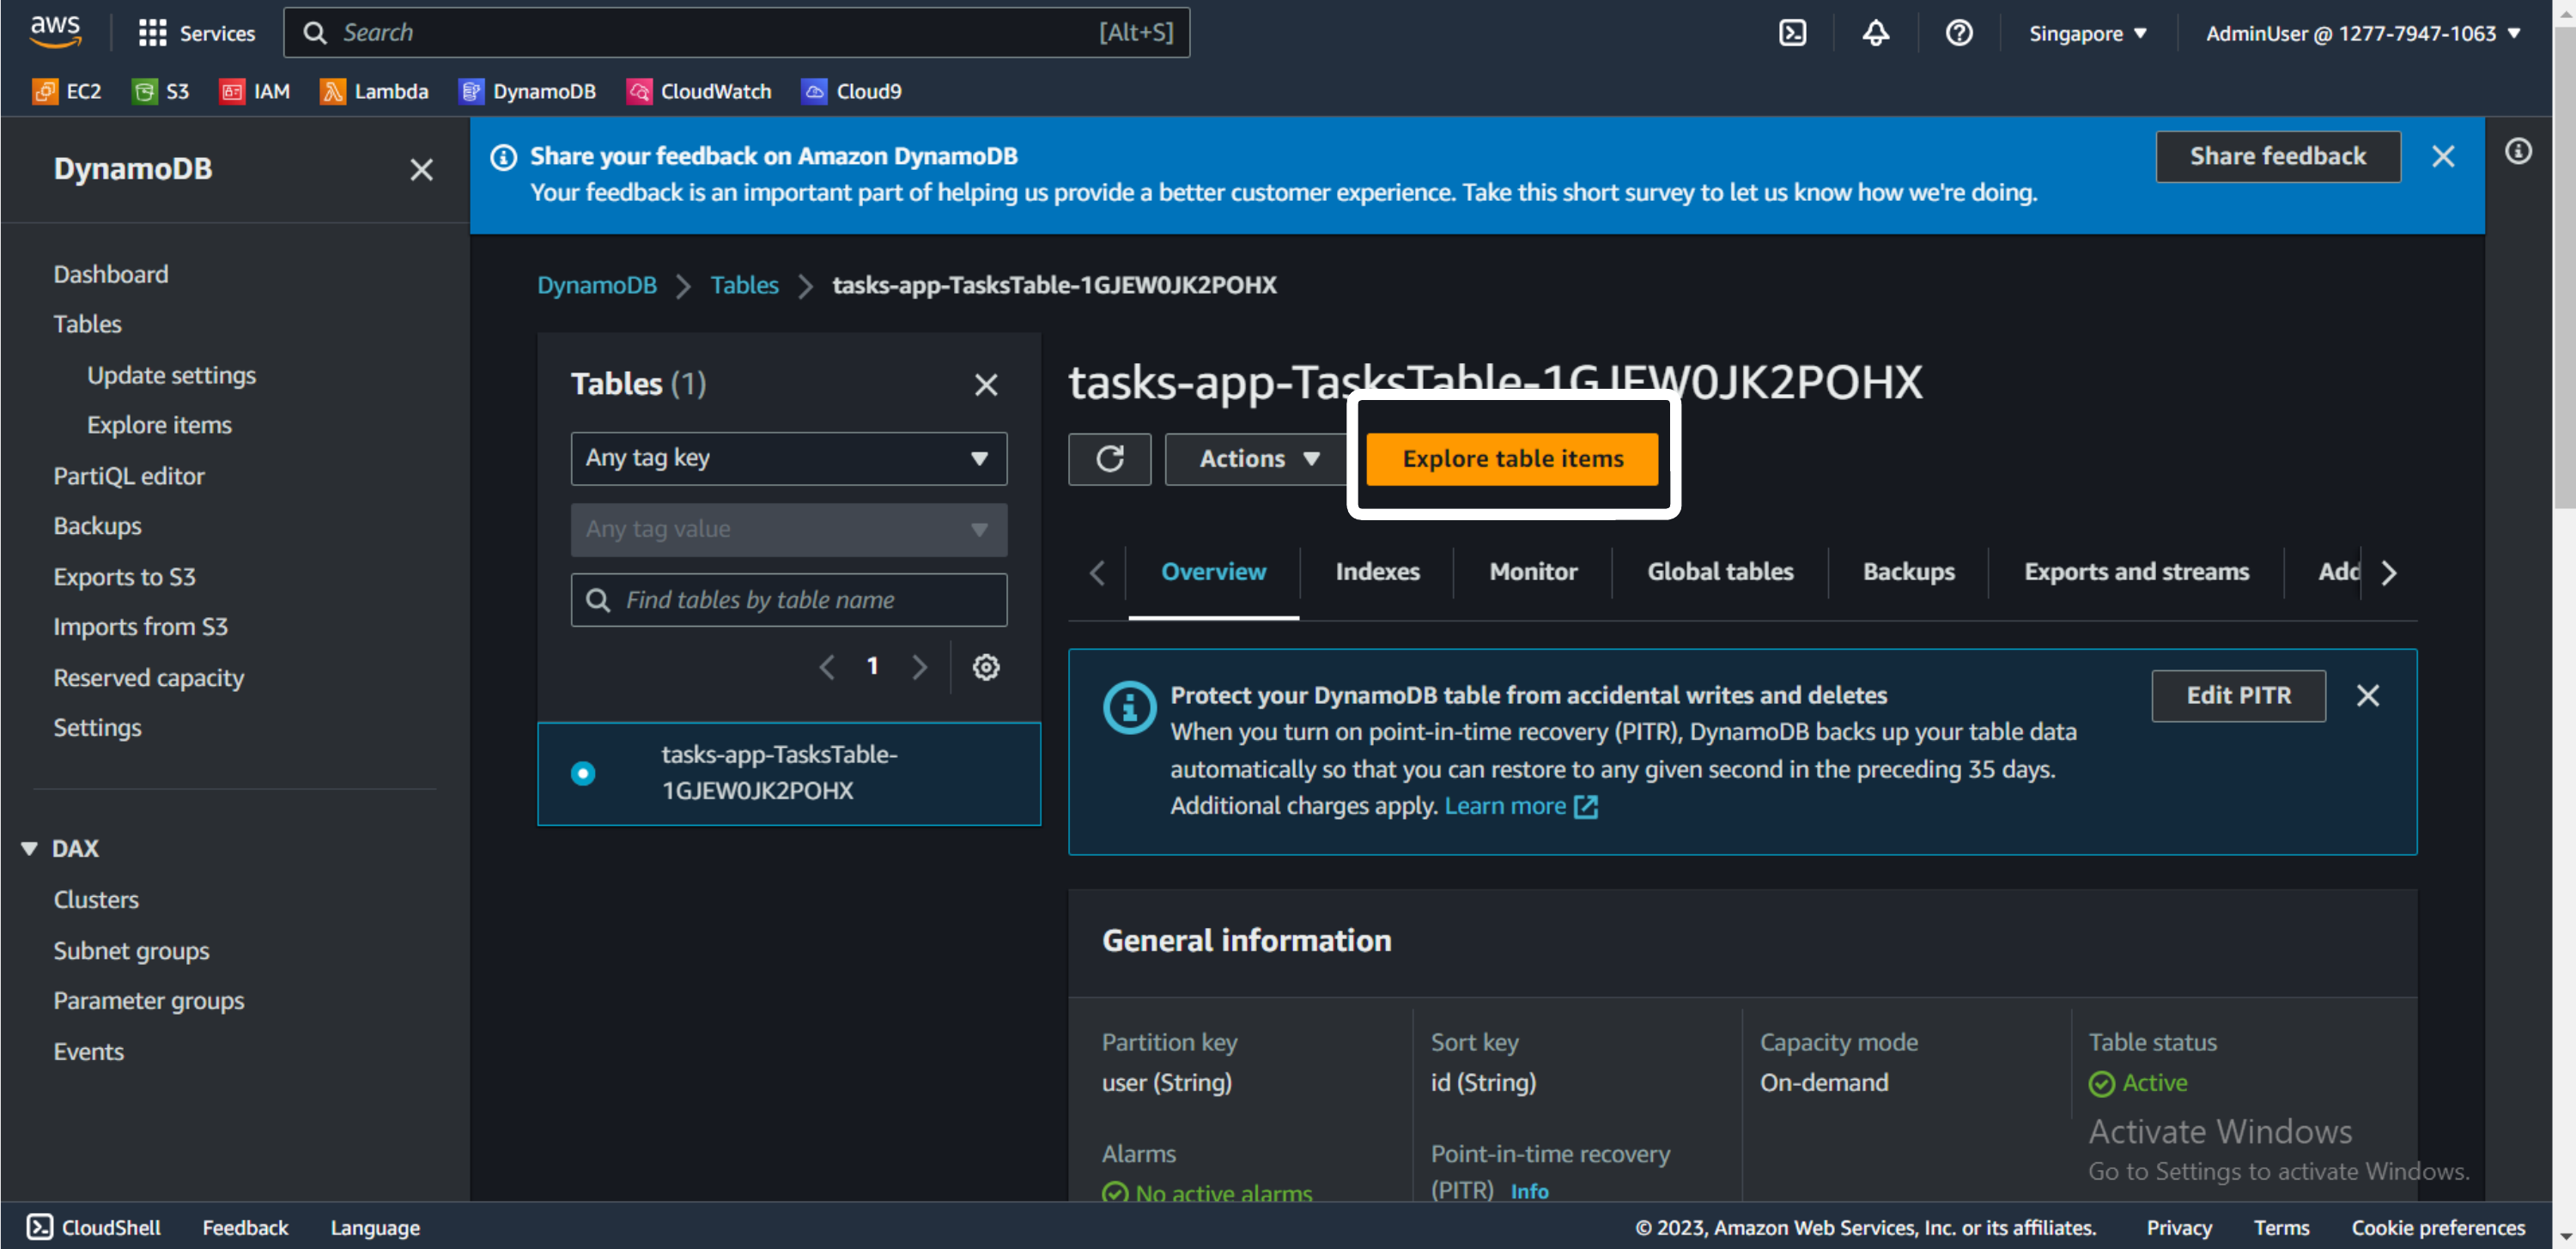 aws
Services
Search
[Alt+S]
Singapore ▼
AdminUser @ 1277-7947-1063 ▼
EC2
S3
IAM
Lambda
DynamoDB
CloudWatch
Cloud9
DynamoDB
Dashboard
Tables
Update settings
Explore items
PartiQL editor
Backups
Exports to S3
Imports from S3
Reserved capacity
Settings
DAX
Clusters
Subnet groups
Parameter groups
Events
Share your feedback on Amazon DynamoDB
Your feedback is an important part of helping us provide a better customer experience. Take this short survey to let us know how we're doing.
Share feedback
DynamoDB > Tables > tasks-app-TasksTable-1GJEW0JK2POHX
Tables (1)
Any tag key
Any tag value
Find tables by table name
1
tasks-app-TasksTable-
1GJEW0JK2POHX
tasks-app-TasksTable-1GJEW0JK2POHX
Actions ▼
Explore table items
Overview
Indexes
Monitor
Global tables
Backups
Exports and streams
Add
Protect your DynamoDB table from accidental writes and deletes
When you turn on point-in-time recovery (PITR), DynamoDB backs up your table data
automatically so that you can restore to any given second in the preceding 35 days.
Additional charges apply. Learn more
Edit PITR
General information
Partition key
user (String)
Sort key
id (String)
Capacity mode
On-demand
Table status
Active
Alarms
No active alarms
Point-in-time recovery
(PITR) Info
Activate Windows
Go to Settings to activate Windows.
CloudShell
Feedback
Language
© 2023, Amazon Web Services, Inc. or its affiliates.
Privacy
Terms
Cookie preferences